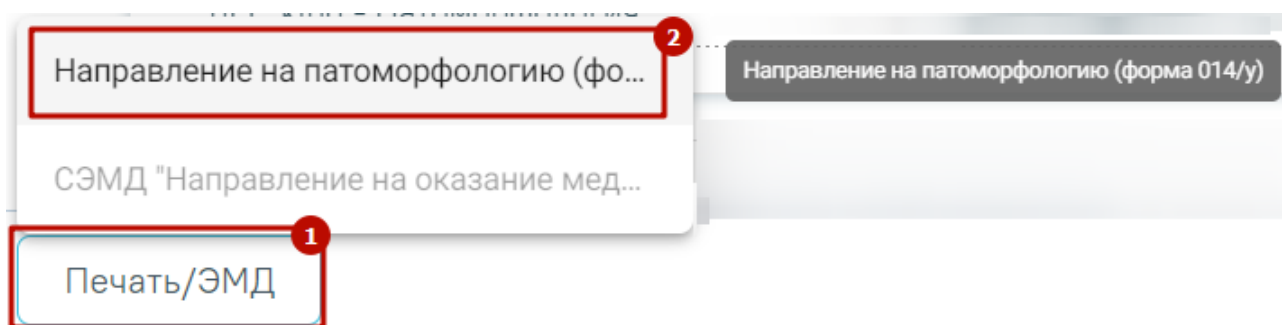 2
Направление на патоморфологию (фо...
Направление на патоморфологию (форма 014/у)
СЭМД "Направление на оказание мед...
1
Печать/ЭМД